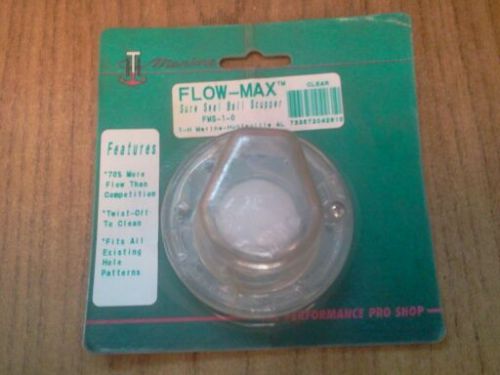 TH Marine
FLOW-MAX™
CLEAR
Sure Seal Ball Scupper
FMS-1-D
T-H Marine-Huntsville AL
Features
*70% More
Flow Than
Competition
*Twist-Off
To Clean
*Fits All
Existing
Hole
Patterns
PERFORMANCE PRO SHOP